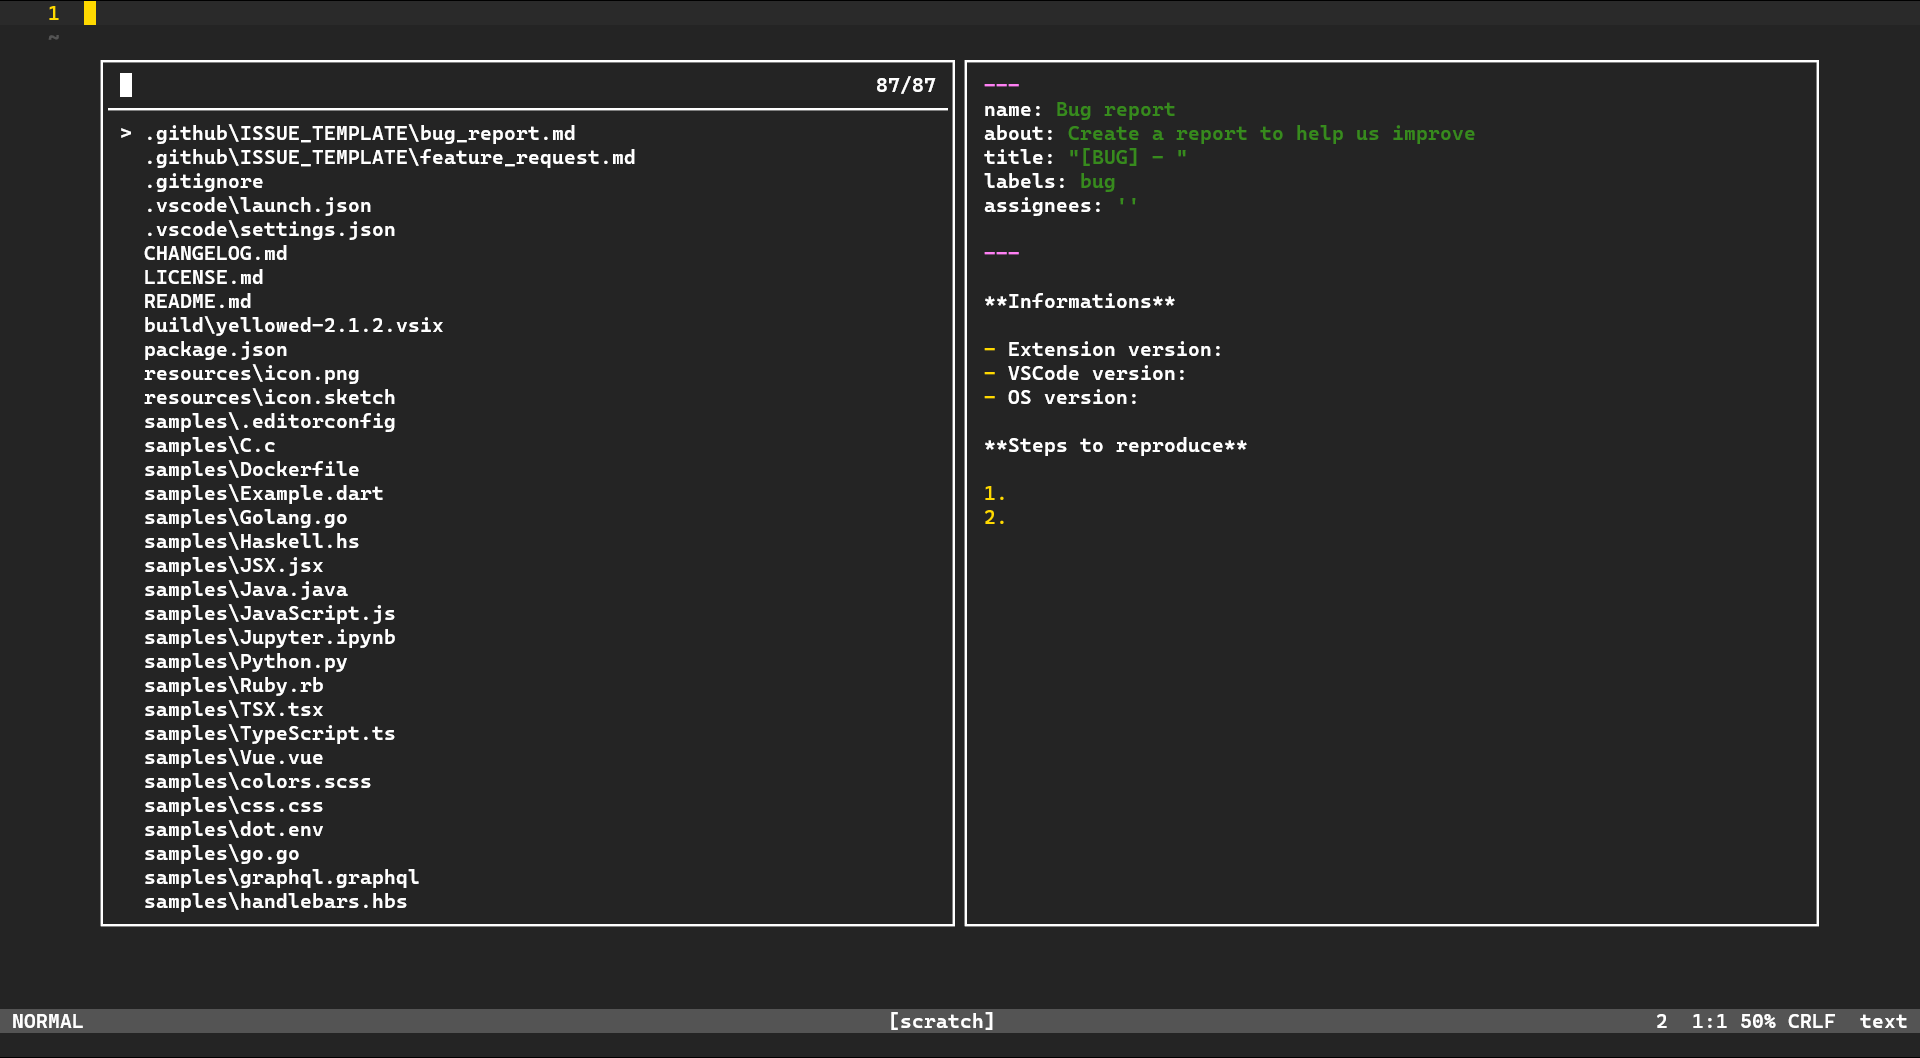 1
~
87/87
> .github\ISSUE_TEMPLATE\bug_report.md
.github\ISSUE_TEMPLATE\feature_request.md
.gitignore
.vscode\launch.json
.vscode\settings.json
CHANGELOG.md
LICENSE.md
README.md
build\yellowed-2.1.2.vsix
package.json
resources\icon.png
resources\icon.sketch
samples\.editorconfig
samples\C.c
samples\Dockerfile
samples\Example.dart
samples\Golang.go
samples\Haskell.hs
samples\JSX.jsx
samples\Java.java
samples\JavaScript.js
samples\Jupyter.ipynb
samples\Python.py
samples\Ruby.rb
samples\TSX.tsx
samples\TypeScript.ts
samples\Vue.vue
samples\colors.scss
samples\css.css
samples\dot.env
samples\go.go
samples\graphql.graphql
samples\handlebars.hbs
---
name: Bug report
about: Create a report to help us improve
title: "[BUG] - "
labels: bug
assignees: ''
---
**Informations**
- Extension version:
- VSCode version:
- OS version:
**Steps to reproduce**
1.
2.
NORMAL [scratch] 2 1:1 50% CRLF text